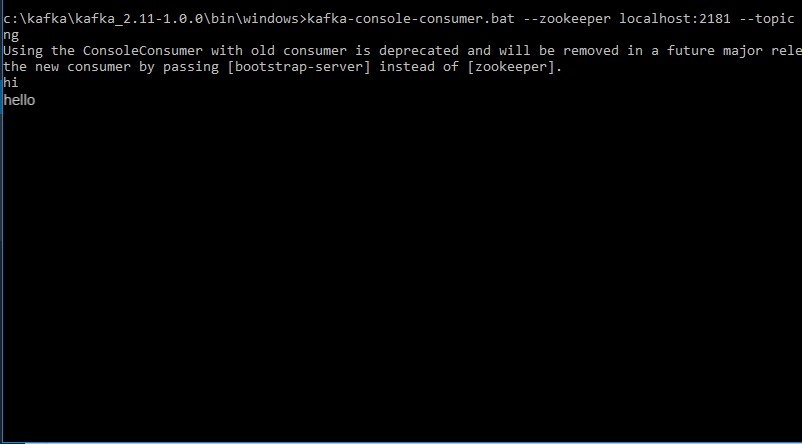 c:\kafka\kafka_2.11-1.0.0\bin\windows>kafka-console-consumer.bat --zookeeper localhost:2181 --topic
ng
Using the ConsoleConsumer with old consumer is deprecated and will be removed in a future major rele
the new consumer by passing [bootstrap-server] instead of [zookeeper].
hi
hello